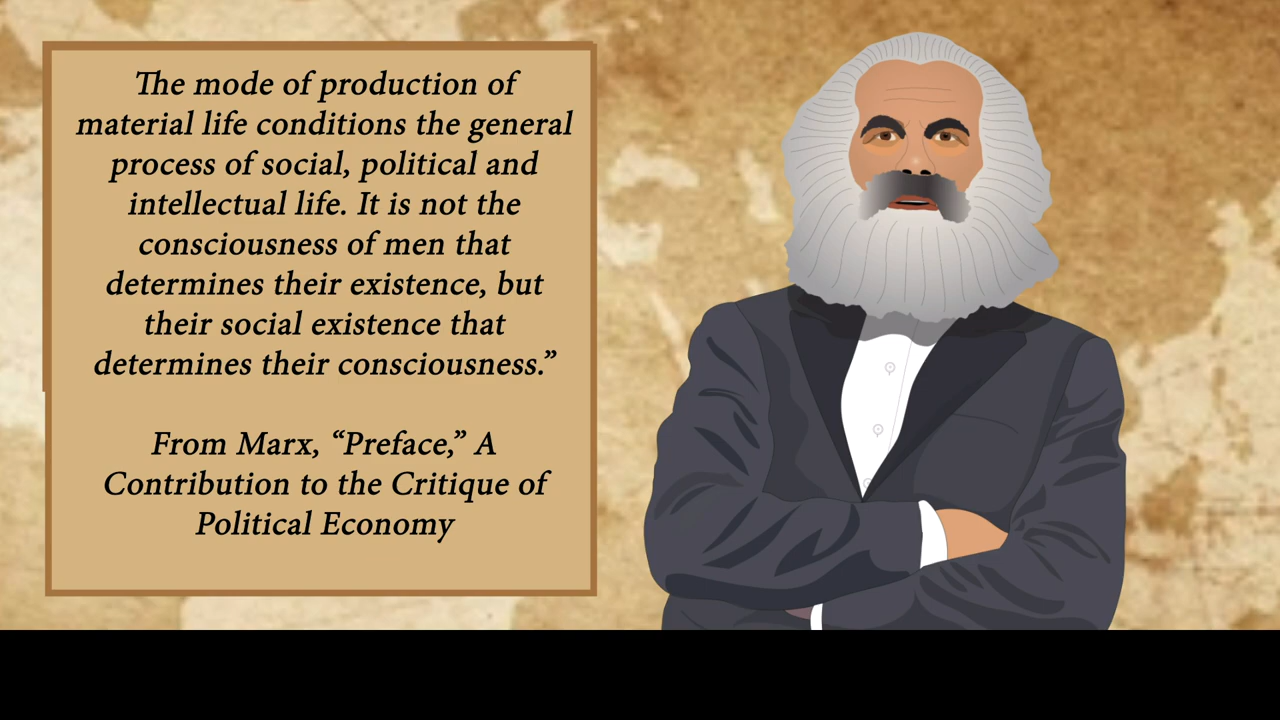 The mode of production of
material life conditions the general
process of social, political and
intellectual life. It is not the
consciousness of men that
determines their existence, but
their social existence that
determines their consciousness.”
From Marx, “Preface,” A
Contribution to the Critique of
Political Economy